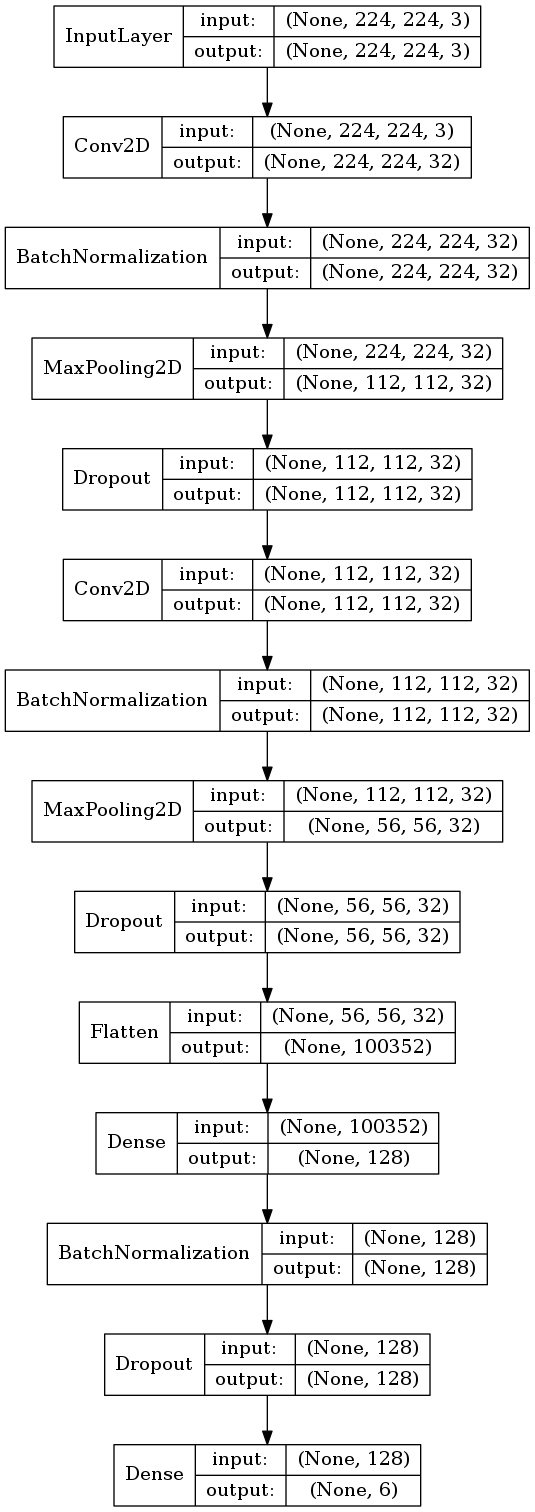 InputLayer input: (None, 224, 224, 3)
output: (None, 224, 224, 3)
Conv2D input: (None, 224, 224, 3)
output: (None, 224, 224, 32)
BatchNormalization input: (None, 224, 224, 32)
output: (None, 224, 224, 32)
MaxPooling2D input: (None, 224, 224, 32)
output: (None, 112, 112, 32)
Dropout input: (None, 112, 112, 32)
output: (None, 112, 112, 32)
Conv2D input: (None, 112, 112, 32)
output: (None, 112, 112, 32)
BatchNormalization input: (None, 112, 112, 32)
output: (None, 112, 112, 32)
MaxPooling2D input: (None, 112, 112, 32)
output: (None, 56, 56, 32)
Dropout input: (None, 56, 56, 32)
output: (None, 56, 56, 32)
Flatten input: (None, 56, 56, 32)
output: (None, 100352)
Dense input: (None, 100352)
output: (None, 128)
BatchNormalization input: (None, 128)
output: (None, 128)
Dropout input: (None, 128)
output: (None, 128)
Dense input: (None, 128)
output: (None, 6)